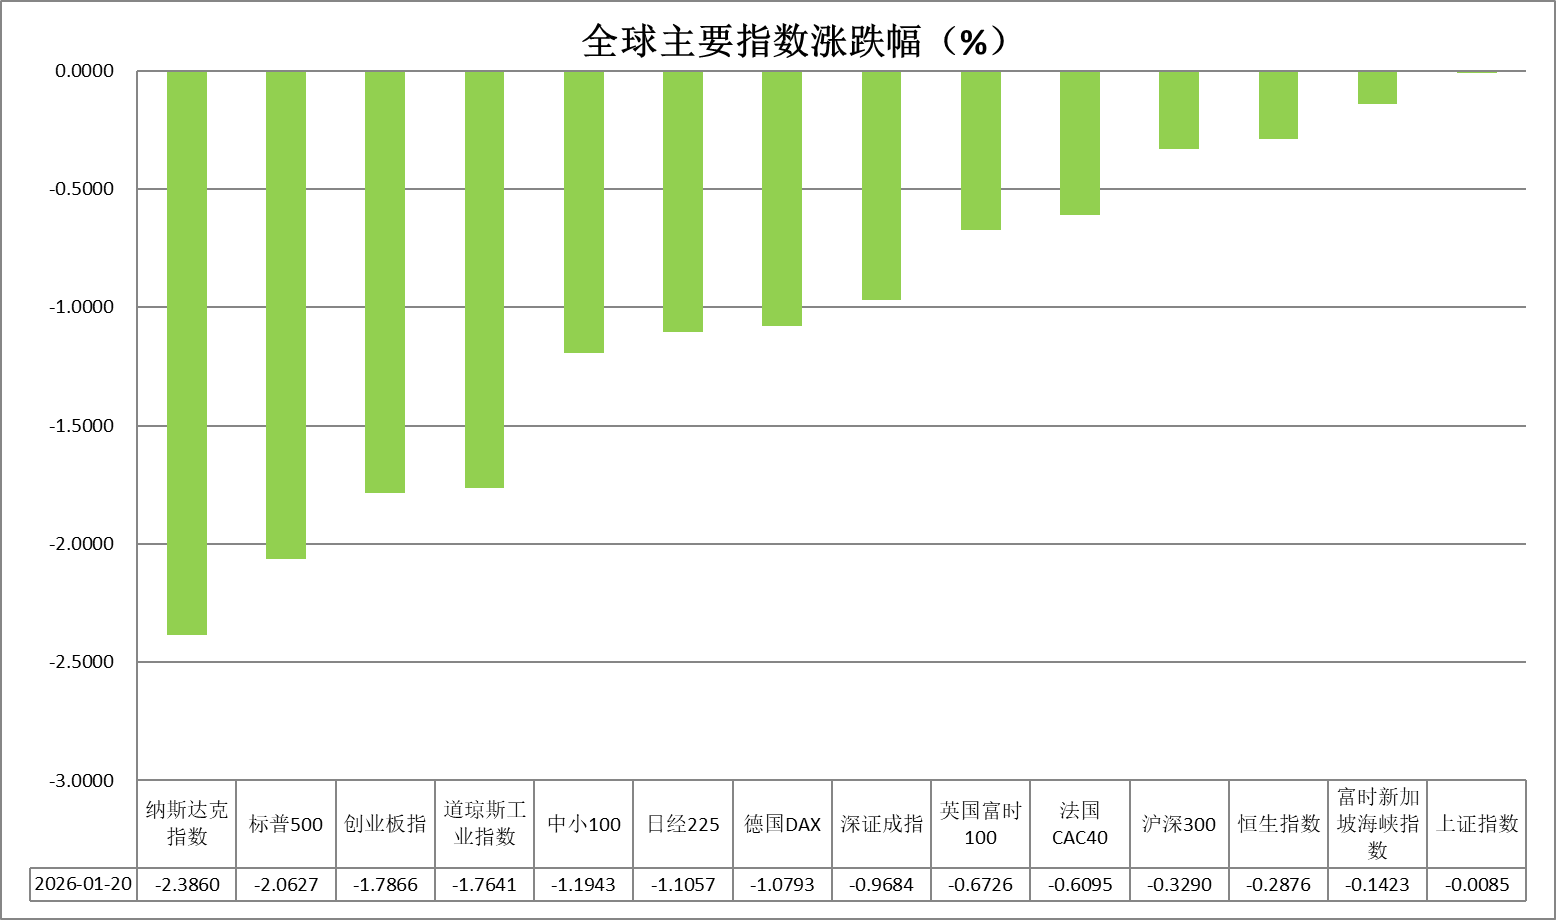 全球主要指数涨跌幅（%）
0.0000
-0.5000
-1.0000
-1.5000
-2.0000
-2.5000
-3.0000
纳斯达克
指数
标普500
创业板指
道琼斯工
业指数
中小100
日经225
德国DAX
深证成指
英国富时
100
法国
CAC40
沪深300
恒生指数
富时新加
坡海峡指
数
上证指数
2026-01-20 -2.3860 -2.0627 -1.7866 -1.7641 -1.1943 -1.1057 -1.0793 -0.9684 -0.6726 -0.6095 -0.3290 -0.2876 -0.1423 -0.0085